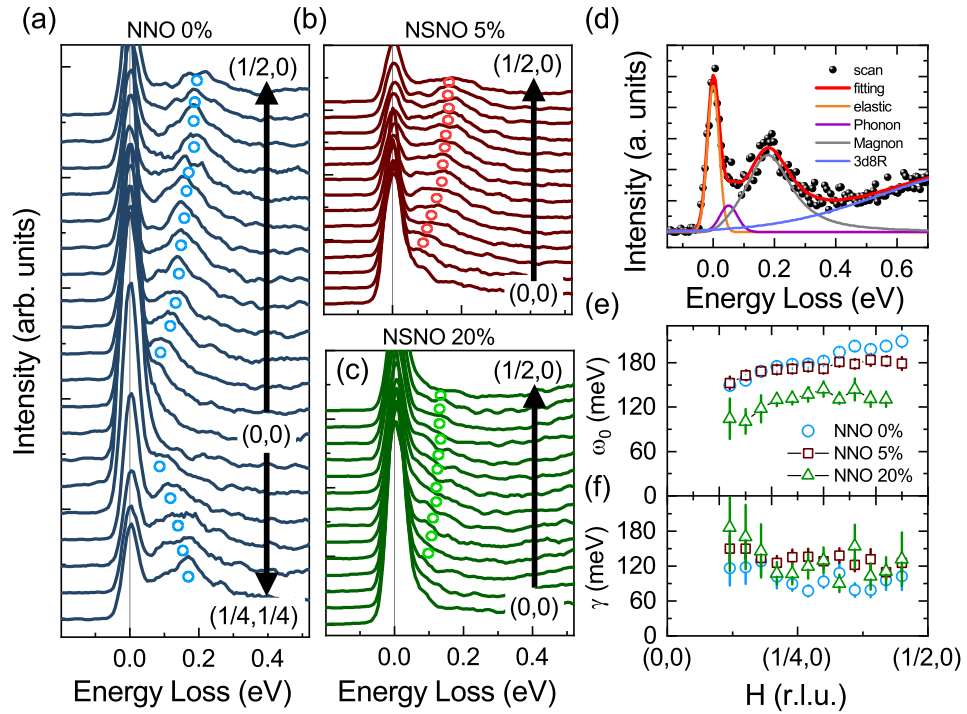 (a)
NNO 0%
(1/2,0)
(0,0)
(1/4,1/4)
Intensity (arb. units)
0.0
0.2
0.4
Energy Loss (eV)
(b)
NSNO 5%
(1/2,0)
(0,0)
NSNO 20%
(c)
(1/2,0)
(0,0)
0.0
0.2
0.4
Energy Loss (eV)
(d)
scan
fitting
elastic
Phonon
Magnon
3d8R
Intensity (a. units)
0.0
0.2
0.4
0.6
Energy Loss (eV)
(e)
180
120
60
0
ω₀ (meV)
NNO 0%
NNO 5%
NNO 20%
(f)
180
120
60
0
γ (meV)
(0,0)
(1/4,0)
(1/2,0)
H (r.l.u.)